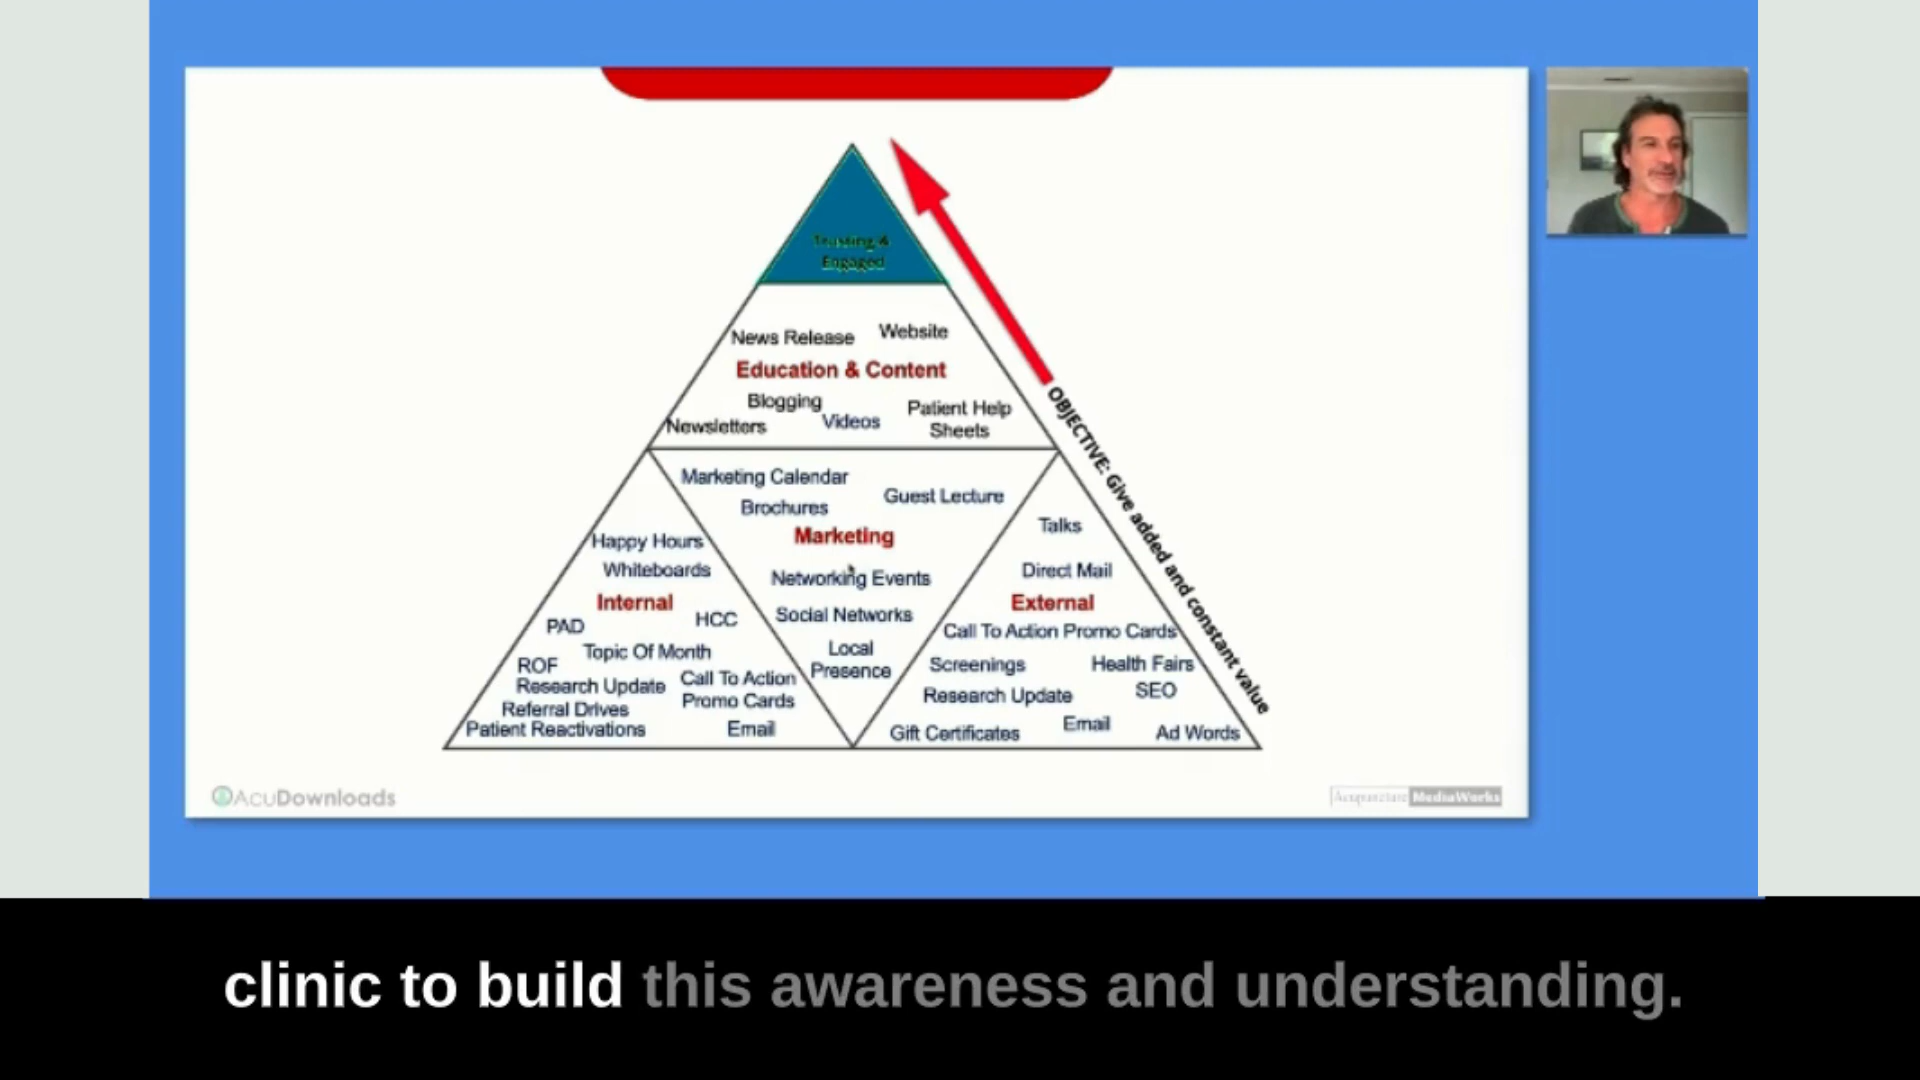 Trusting &
Engaged
News Release
Website
Education & Content
Blogging
Newsletters
Videos
Patient Help
Sheets
OBJECTIVE: Give added and constant value
Marketing Calendar
Guest Lecture
Brochures
Marketing
Networking Events
Social Networks
Local
Presence
Happy Hours
Whiteboards
Internal
PAD
HCC
Topic Of Month
ROF
Research Update
Call To Action
Promo Cards
Referral Drives
Patient Reactivations
Email
Talks
Direct Mail
External
Call To Action Promo Cards
Screenings
Health Fairs
Research Update
SEO
Gift Certificates
Email
Ad Words
AcuDownloads
Acupuncture MediaWorks
clinic to build this awareness and understanding.